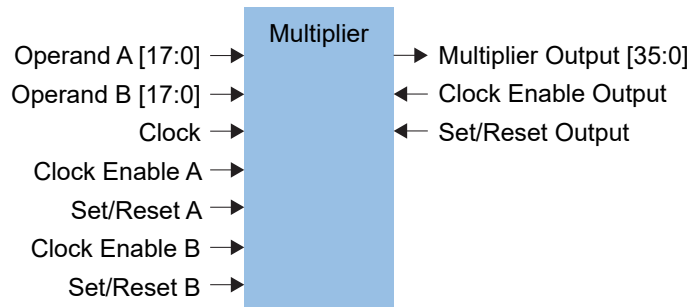 Multiplier
Operand A [17:0]
Operand B [17:0]
Clock
Clock Enable A
Set/Reset A
Clock Enable B
Set/Reset B
Multiplier Output [35:0]
Clock Enable Output
Set/Reset Output